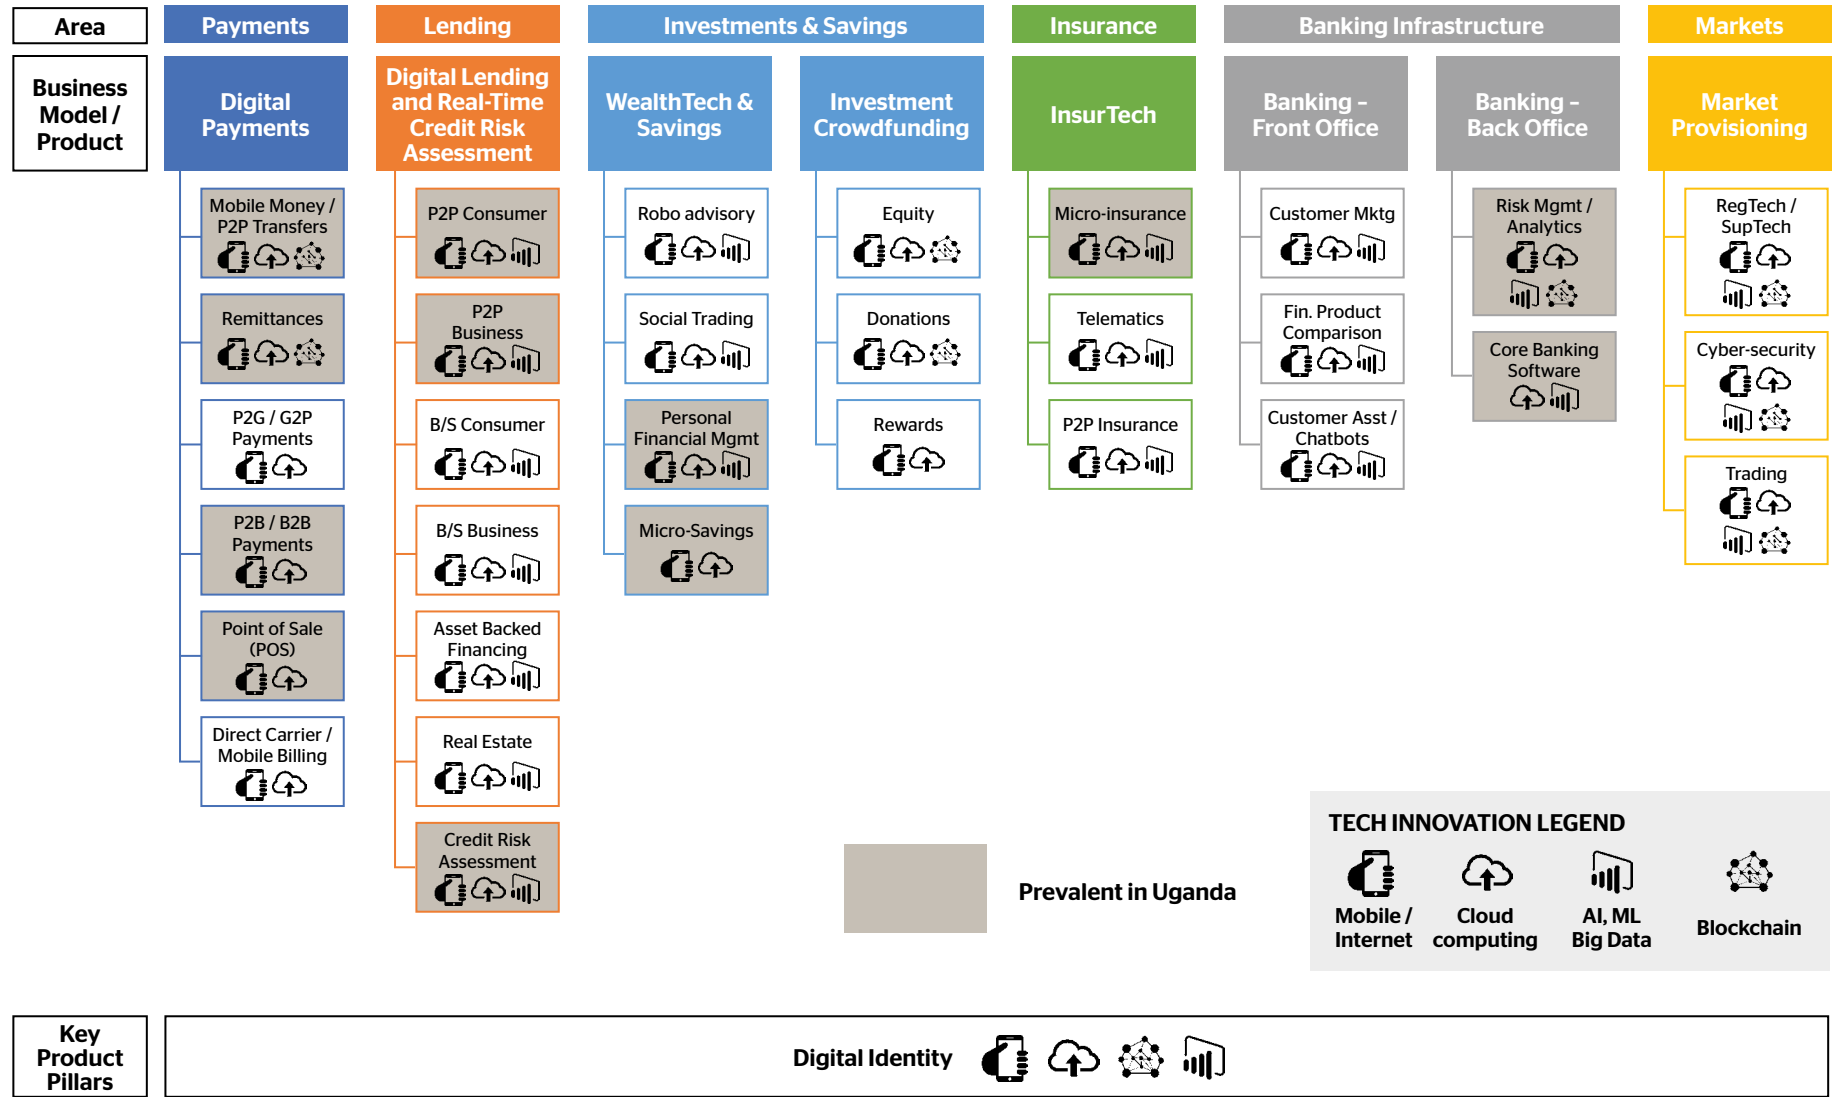 Area
Payments
Lending
Investments & Savings
Insurance
Banking Infrastructure
Markets
Business
Model /
Product
Digital
Payments
Digital Lending
and Real-Time
Credit Risk
Assessment
WealthTech &
Savings
Investment
Crowdfunding
InsurTech
Banking –
Front Office
Banking –
Back Office
Market
Provisioning
Mobile Money /
P2P Transfers
Remittances
P2G / G2P
Payments
P2B / B2B
Payments
Point of Sale
(POS)
Direct Carrier /
Mobile Billing
P2P Consumer
P2P
Business
B/S Consumer
B/S Business
Asset Backed
Financing
Real Estate
Credit Risk
Assessment
Robo advisory
Social Trading
Personal
Financial Mgmt
Micro-Savings
Equity
Donations
Rewards
Micro-insurance
Telematics
P2P Insurance
Customer Mktg
Fin. Product
Comparison
Customer Asst /
Chatbots
Risk Mgmt /
Analytics
Core Banking
Software
RegTech /
SupTech
Cyber-security
Trading
Prevalent in Uganda
TECH INNOVATION LEGEND
Mobile /
Internet
Cloud
computing
AI, ML
Big Data
Blockchain
Key
Product
Pillars
Digital Identity